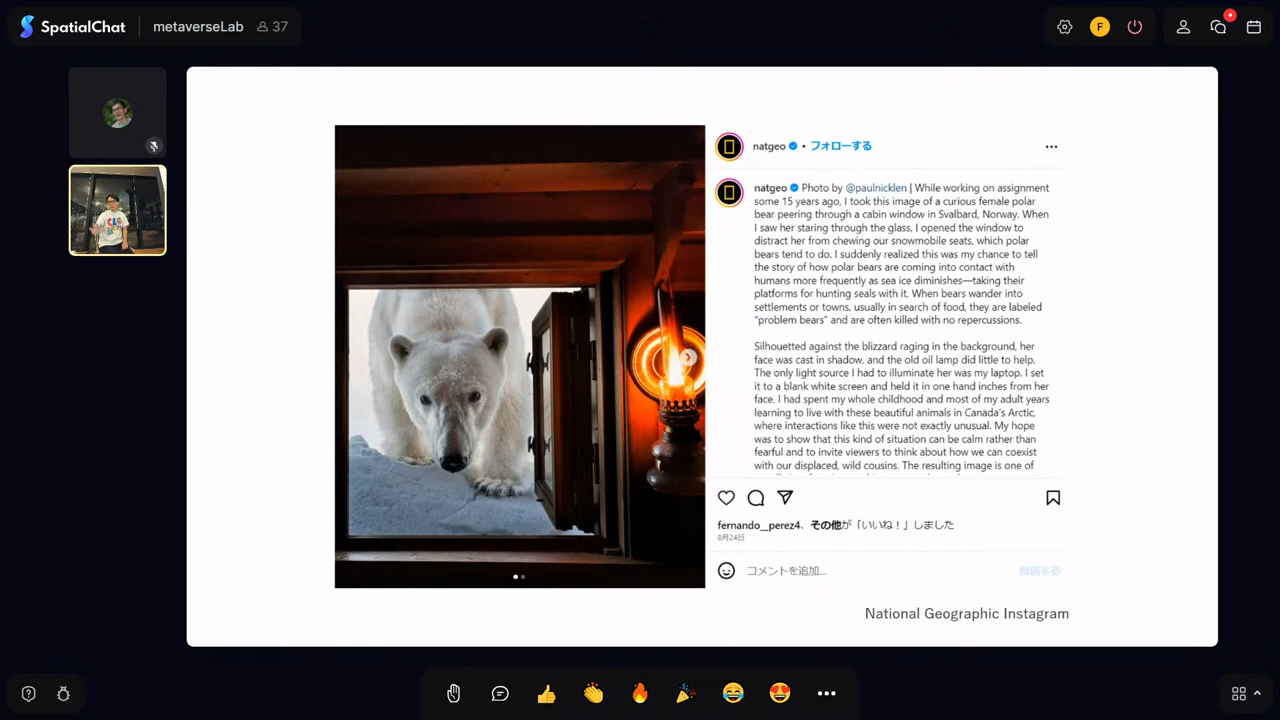 SpatialChat
metaverseLab
37
F
natgeo • フォローする
natgeo Photo by @paulnicklen | While working on assignment
some 15 years ago, I took this image of a curious female polar
bear peering through a cabin window in Svalbard, Norway. When
I saw her staring through the glass, I opened the window to
distract her from chewing our snowmobile seats, which polar
bears tend to do. I suddenly realized this was my chance to tell
the story of how polar bears are coming into contact with
humans more frequently as sea ice diminishes—taking their
platforms for hunting seals with it. When bears wander into
settlements or towns, usually in search of food, they are labeled
"problem bears" and are often killed with no repercussions.
Silhouetted against the blizzard raging in the background, her
face was cast in shadow, and the old oil lamp did little to help.
The only light source I had to illuminate her was my laptop. I set
it to a blank white screen and held it in one hand inches from her
face. I had spent my whole childhood and most of my adult years
learning to live with these beautiful animals in Canada's Arctic,
where interactions like this were not exactly unusual. My hope
was to show that this kind of situation can be calm rather than
fearful and to invite viewers to think about how we can coexist
with our displaced, wild cousins. The resulting image is one of
fernando__perez4、その他が「いいね！」しました
8月24日
コメントを追加...
投稿する
National Geographic Instagram